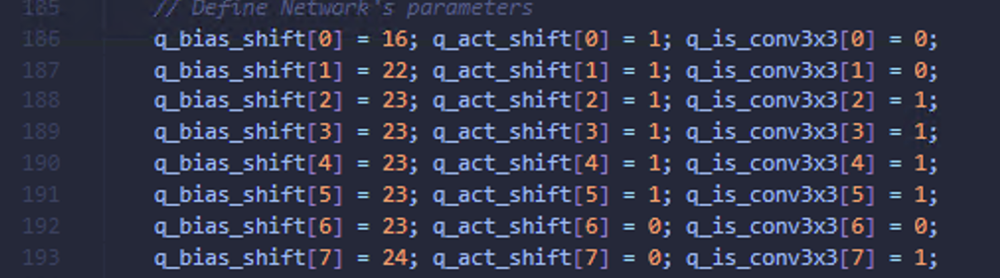 185 // Define Network's parameters
186 q_bias_shift[0] = 16; q_act_shift[0] = 1; q_is_conv3x3[0] = 0;
187 q_bias_shift[1] = 22; q_act_shift[1] = 1; q_is_conv3x3[1] = 0;
188 q_bias_shift[2] = 23; q_act_shift[2] = 1; q_is_conv3x3[2] = 1;
189 q_bias_shift[3] = 23; q_act_shift[3] = 1; q_is_conv3x3[3] = 1;
190 q_bias_shift[4] = 23; q_act_shift[4] = 1; q_is_conv3x3[4] = 1;
191 q_bias_shift[5] = 23; q_act_shift[5] = 1; q_is_conv3x3[5] = 1;
192 q_bias_shift[6] = 23; q_act_shift[6] = 0; q_is_conv3x3[6] = 0;
193 q_bias_shift[7] = 24; q_act_shift[7] = 0; q_is_conv3x3[7] = 1;